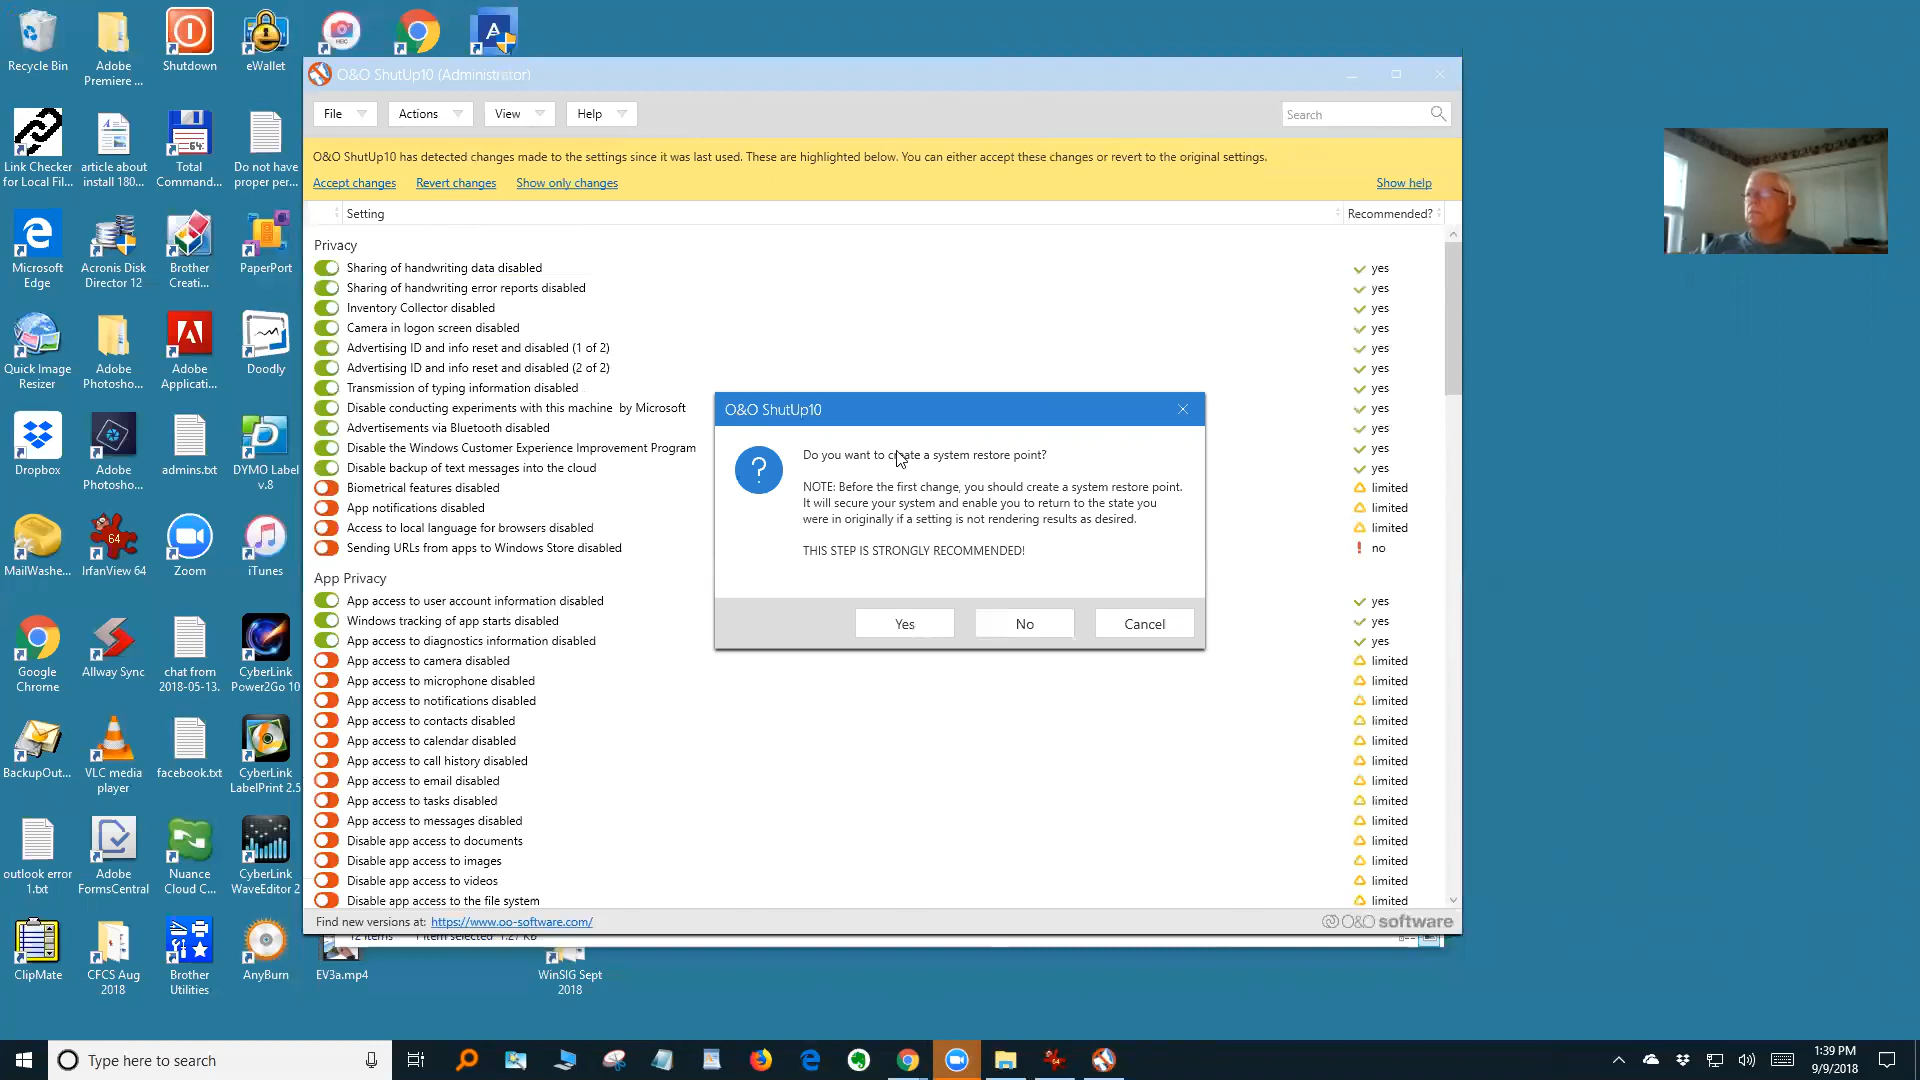 Recycle Bin
Adobe
Premiere ...
Shutdown
eWallet
HEIC
A
O&O ShutUp10 (Administrator)
File
Actions
View
Help
Search
O&O ShutUp10 has detected changes made to the settings since it was last used. These are highlighted below. You can either accept these changes or revert to the original settings.
Accept changes
Revert changes
Show only changes
Show help
Setting
Recommended?
Privacy
Sharing of handwriting data disabled
yes
Sharing of handwriting error reports disabled
yes
Inventory Collector disabled
yes
Camera in logon screen disabled
yes
Advertising ID and info reset and disabled (1 of 2)
yes
Advertising ID and info reset and disabled (2 of 2)
yes
Transmission of typing information disabled
yes
Disable conducting experiments with this machine by Microsoft
yes
Advertisements via Bluetooth disabled
yes
Disable the Windows Customer Experience Improvement Program
yes
Disable backup of text messages into the cloud
yes
Biometrical features disabled
limited
App notifications disabled
limited
Access to local language for browsers disabled
limited
Sending URLs from apps to Windows Store disabled
no
App Privacy
App access to user account information disabled
yes
Windows tracking of app starts disabled
yes
App access to diagnostics information disabled
yes
App access to camera disabled
limited
App access to microphone disabled
limited
App access to notifications disabled
limited
App access to contacts disabled
limited
App access to calendar disabled
limited
App access to call history disabled
limited
App access to email disabled
limited
App access to tasks disabled
limited
App access to messages disabled
limited
Disable app access to documents
limited
Disable app access to images
limited
Disable app access to videos
limited
Disable app access to the file system
limited
Find new versions at: https://www.oo-software.com/
O&O software
12 items 1 item selected 1.27 KB
O&O ShutUp10
Do you want to create a system restore point?
NOTE: Before the first change, you should create a system restore point.
It will secure your system and enable you to return to the state you
were in originally if a setting is not rendering results as desired.
THIS STEP IS STRONGLY RECOMMENDED!
Yes
No
Cancel
Link Checker
for Local Fil...
article about
install 180...
64:
Total
Command...
Do not have
proper per...
Microsoft
Edge
Acronis Disk
Director 12
Brother
Creati...
PaperPort
Quick Image
Resizer
Adobe
Photosho...
Adobe
Applicati...
Doodly
Dropbox
Adobe
Photosho...
admins.txt
DYMO Label
v.8
MailWashe...
64
IrfanView 64
Zoom
iTunes
Google
Chrome
Allway Sync
chat from
2018-05-13.
CyberLink
Power2Go 10
BackupOut...
VLC media
player
facebook.txt
CyberLink
LabelPrint 2.5
outlook error
1.txt
Adobe
FormsCentral
Nuance
Cloud C...
CyberLink
WaveEditor 2
ClipMate
CFCS Aug
2018
Brother
Utilities
AnyBurn
EV3a.mp4
WinSIG Sept
2018
Type here to search
1:39 PM
9/9/2018